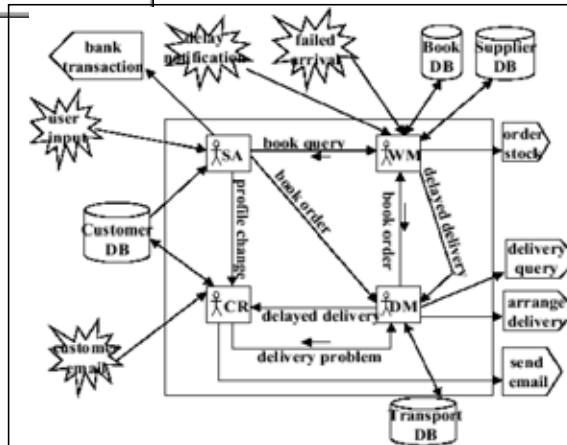 bank
transaction
delay
notification
failed
arrival
Book
DB
Supplier
DB
user
input
SA
book query
WM
order
stock
Customer
DB
profile change
book order
book order
delayed delivery
delivery
query
CR
delayed delivery
DM
arrange
delivery
delivery problem
customer
email
send
email
Transport
DB